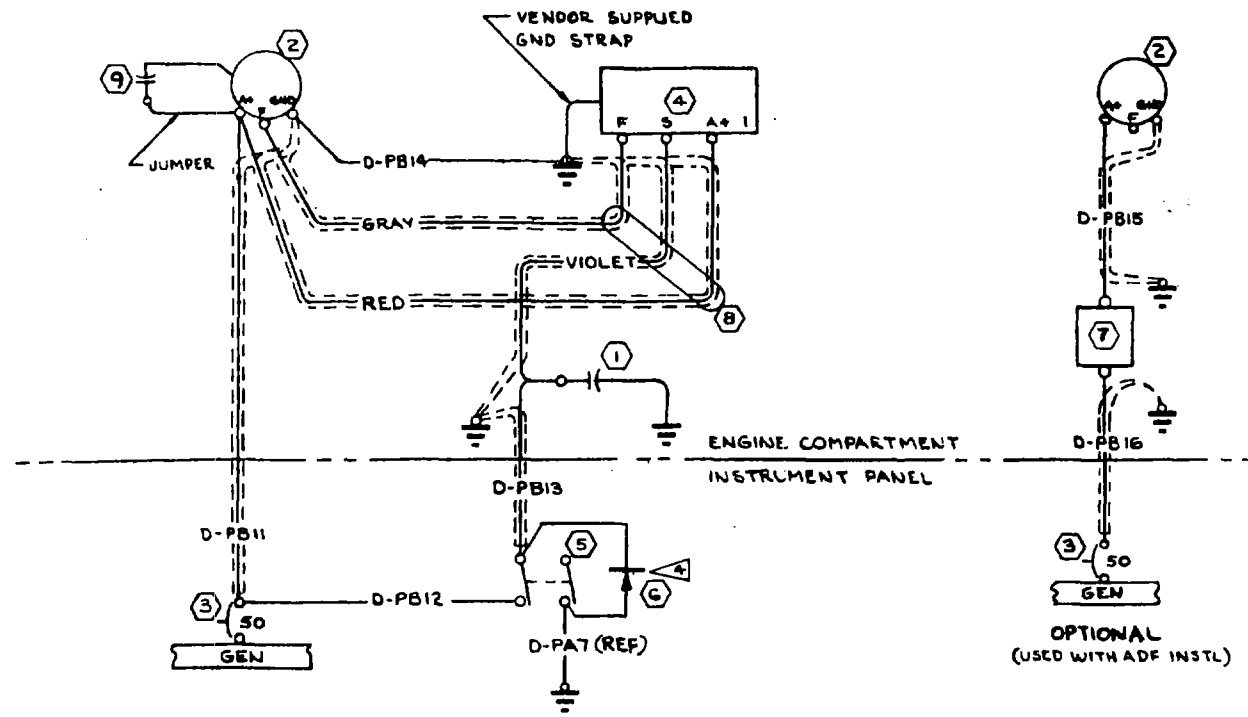 VENDOR SUPPLIED
GND STRAP
2
9
A+ F GND
JUMPER
4
F S A+ 1
D-PB14
GRAY
VIOLET
RED
8
1
ENGINE COMPARTMENT
INSTRUMENT PANEL
D-PB13
D-PB11
5
4
6
3
50
D-PB12
GEN
D-PA7 (REF)
2
A+ F GND
D-PB15
7
D-PB16
3
50
GEN
OPTIONAL
(USED WITH ADF INSTL)